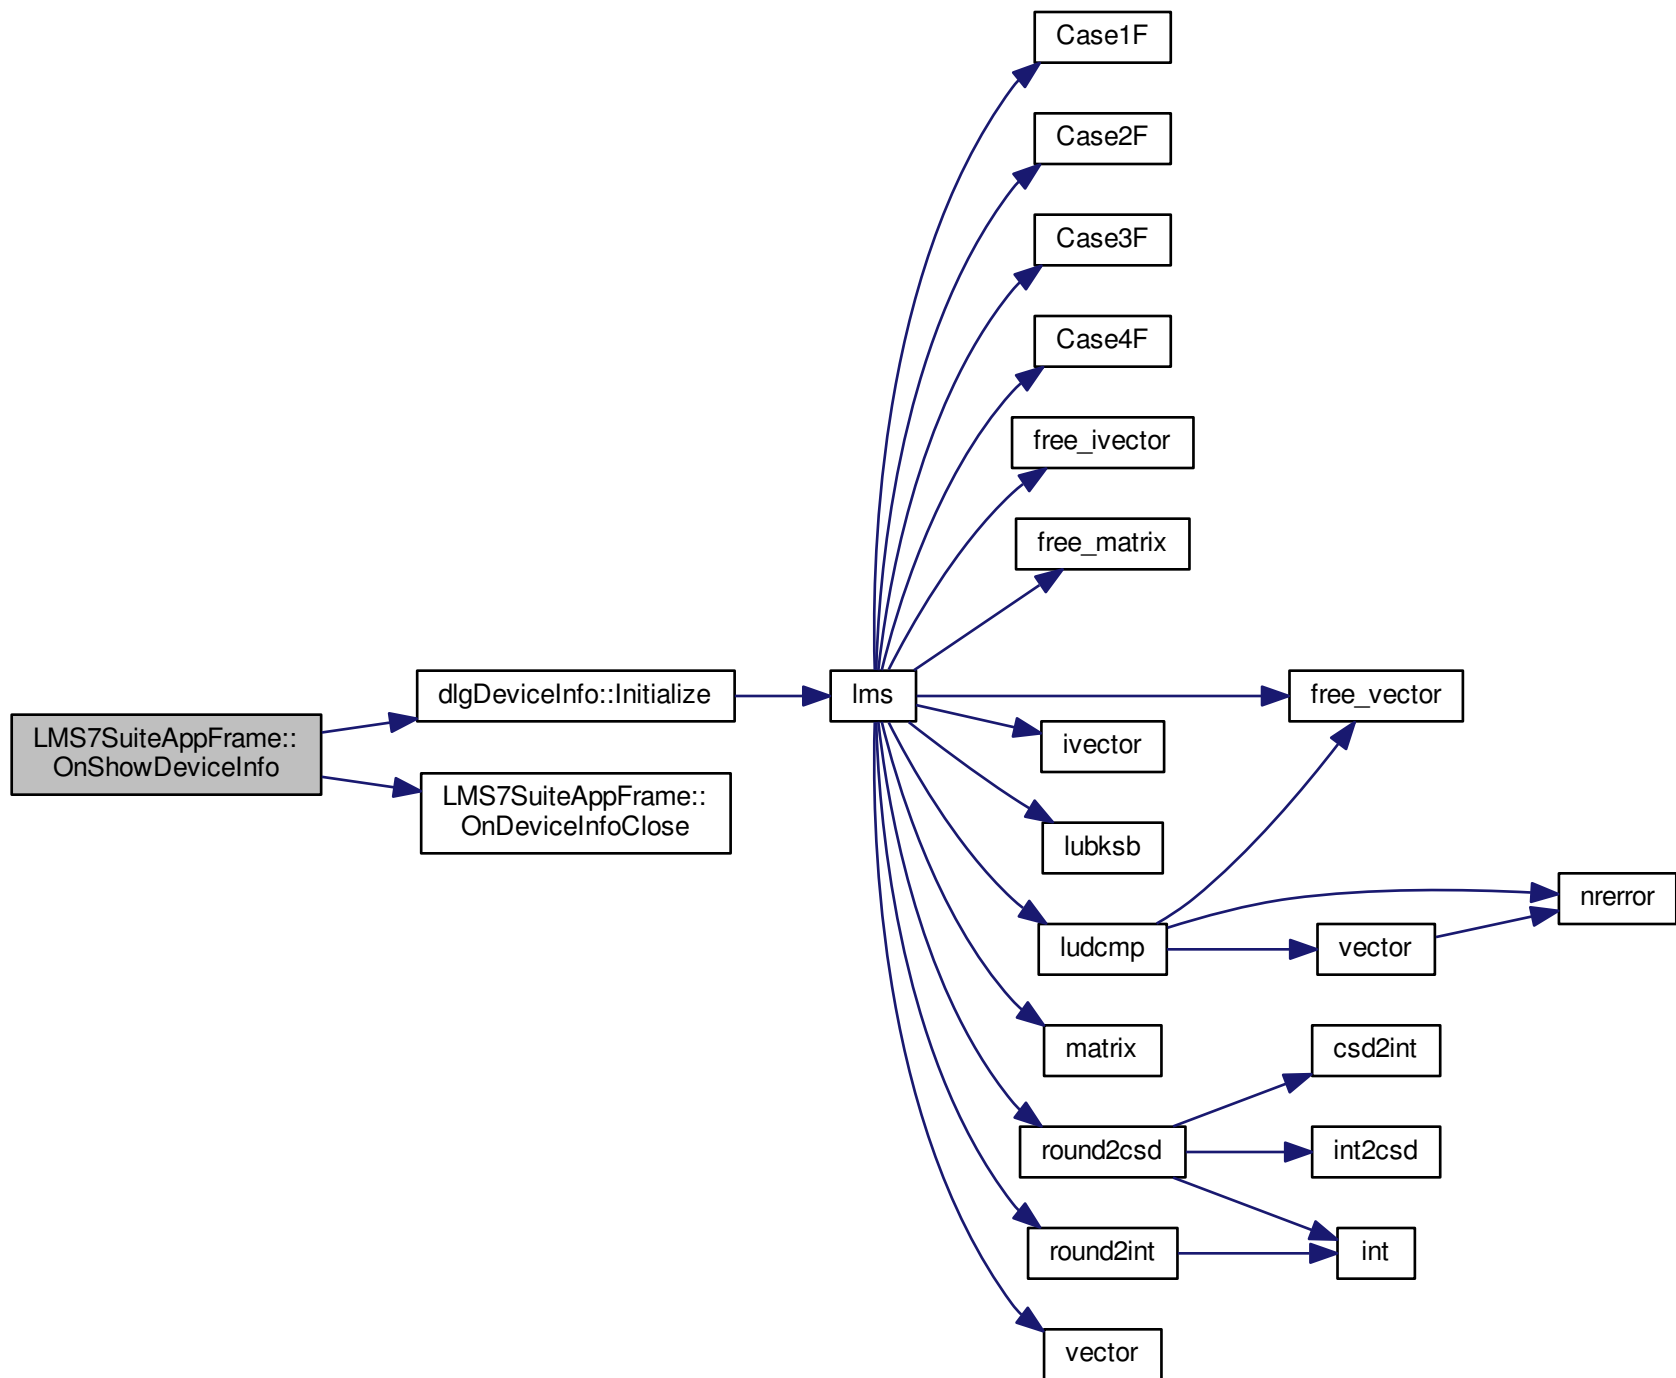 Case1F
Case2F
Case3F
Case4F
free_ivector
free_matrix
dlgDeviceInfo::Initialize
lms
free_vector
LMS7SuiteAppFrame::
OnShowDeviceInfo
ivector
LMS7SuiteAppFrame::
OnDeviceInfoClose
lubksb
nrerror
ludcmp
vector
matrix
csd2int
round2csd
int2csd
round2int
int
vector